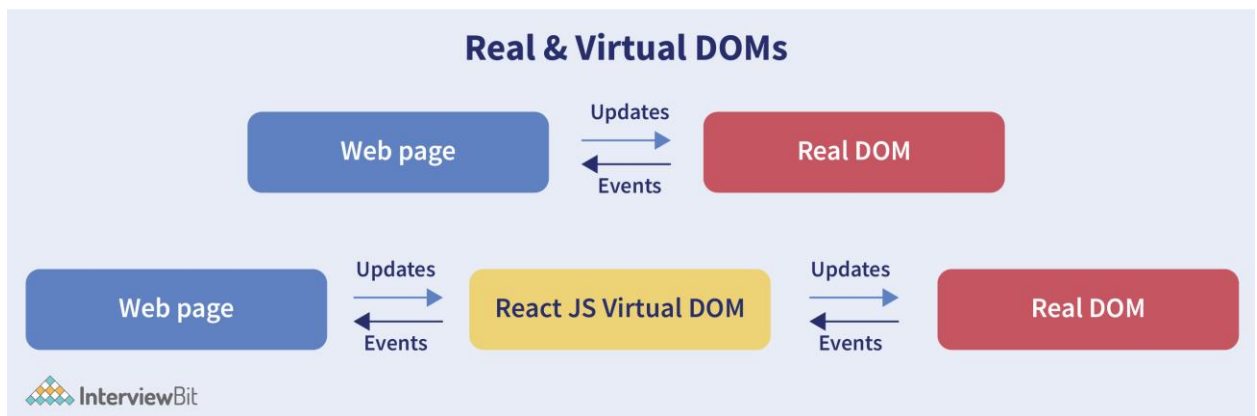 Real & Virtual DOMs
Updates
Web page
Real DOM
Events
Updates
Updates
Web page
React JS Virtual DOM
Real DOM
Events
Events
InterviewBit